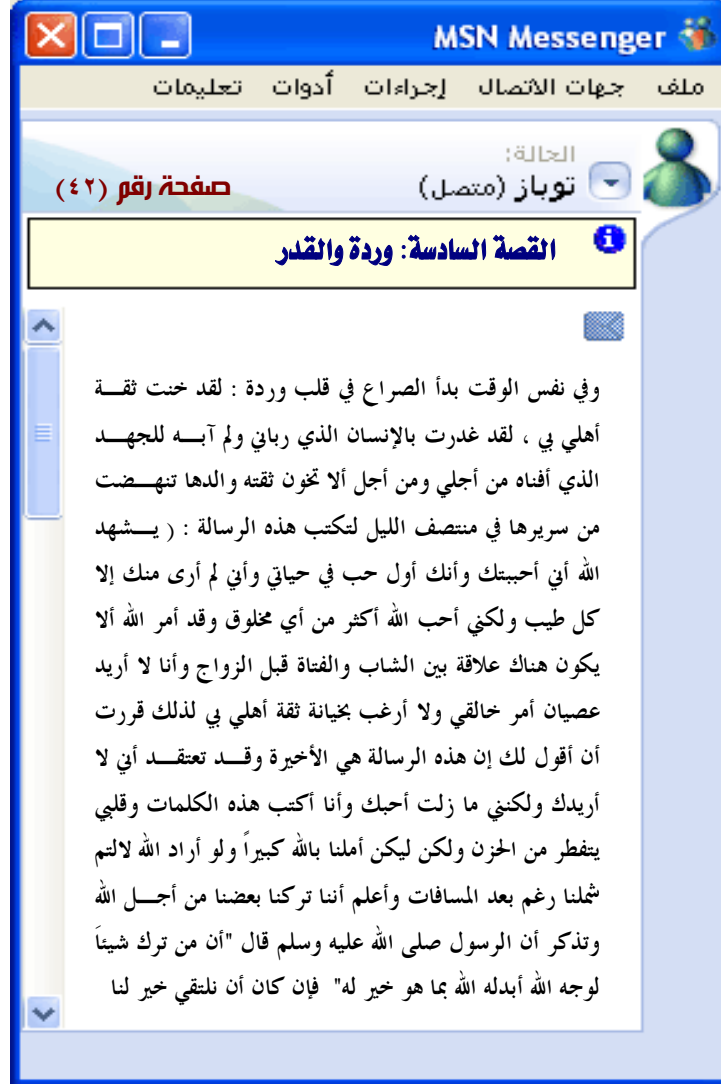 MSN Messenger
ملف جهات الاتصال إجراءات أدوات تعليمات
الحالة:
توباز (متصل)
صفحة رقم (٤٢)
القصة السادسة: وردة والقدر
وفي نفس الوقت بدأ الصراع في قلب وردة : لقد خنت ثقـــة
أهلي بي ، لقد غدرت بالإنسان الذي رباني ولم آبـــه للجهـــد
الذي أفناه من أجلي ومن أجل ألا تخون ثقته والدها تنهـــضت
من سريرها في منتصف الليل لتكتب هذه الرسالة : ( يـــشهد
الله أني أحببتك وأنك أول حب في حياتي وأني لم أرى منك إلا
كل طيب ولكني أحب الله أكثر من أي مخلوق وقد أمر الله ألا
يكون هناك علاقة بين الشاب والفتاة قبل الزواج وأنا لا أريد
عصيان أمر خالقي ولا أرغب بخيانة ثقة أهلي بي لذلك قررت
أن أقول لك إن هذه الرسالة هي الأخيرة وقـــد تعتقـــد أني لا
أريدك ولكنني ما زلت أحبك وأنا أكتب هذه الكلمات وقلبي
يتفطر من الحزن ولكن ليكن أملنا بالله كبيراً ولو أراد الله لالتم
شملنا رغم بعد المسافات وأعلم أننا تركنا بعضنا من أجـــل الله
وتذكر أن الرسول صلى الله عليه وسلم قال "أن من ترك شيئاَ
لوجه الله أبدله الله بما هو خير له" فإن كان أن نلتقي خير لنا